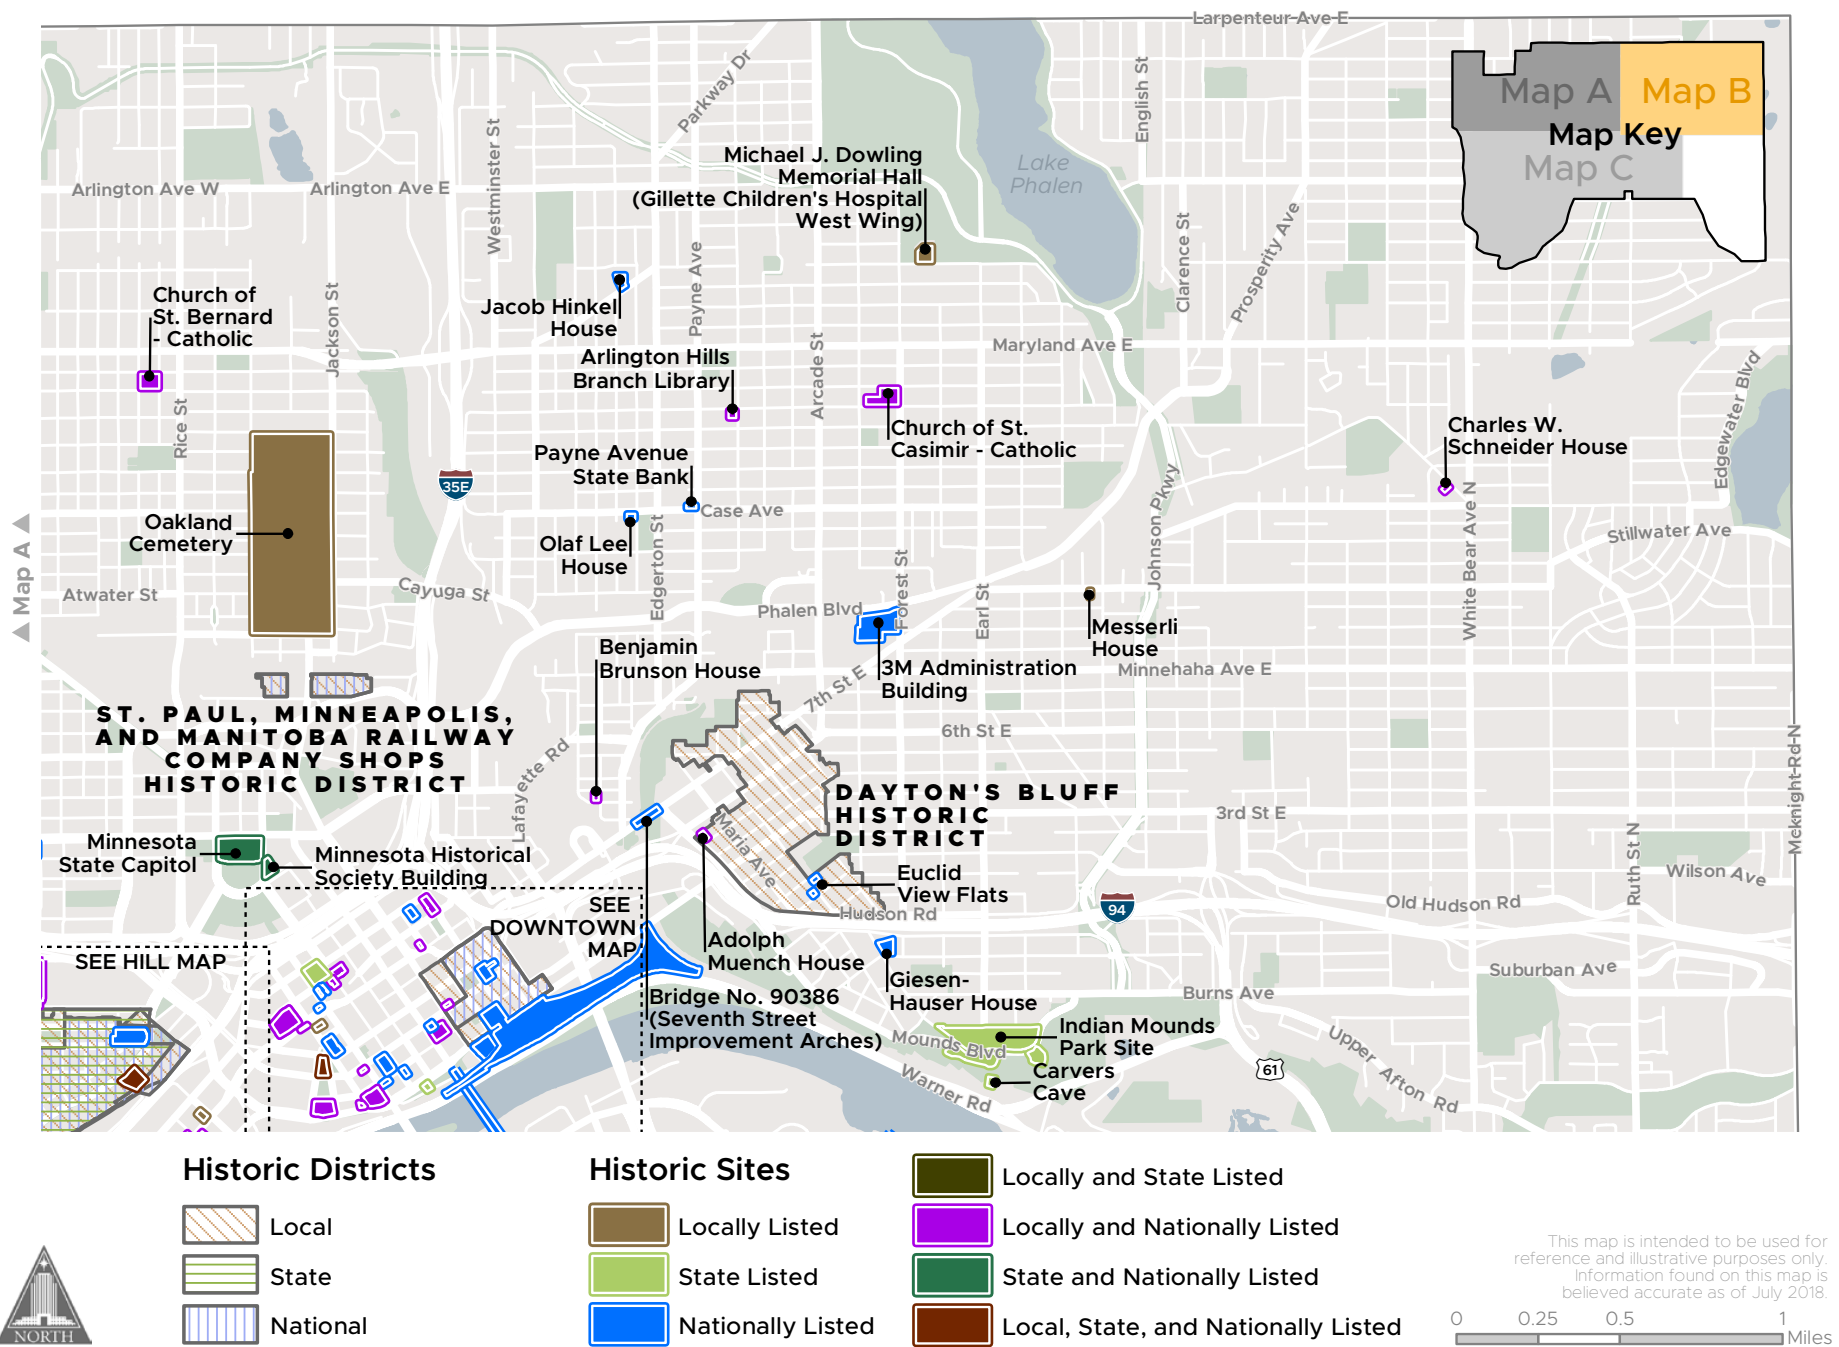 Larpenteur Ave E
Parkway Dr
English St
Map A
Map B
Map Key
Map C
Westminster St
Michael J. Dowling
Memorial Hall
(Gillette Children's Hospital
West Wing)
Lake
Phalen
Arlington Ave W
Arlington Ave E
Clarence St
Prosperity Ave
Payne Ave
Jackson St
Church of
St. Bernard
- Catholic
Jacob Hinkel
House
Arlington Hills
Branch Library
Arcade St
Maryland Ave E
Edgewater Blvd
Rice St
Church of St.
Casimir - Catholic
Charles W.
Schneider House
Payne Avenue
State Bank
35E
Case Ave
Johnson Pkwy
White Bear Ave N
Stillwater Ave
Oakland
Cemetery
Olaf Lee
House
Edgerton St
Forest St
Earl St
Map A
Atwater St
Cayuga St
Phalen Blvd
Messerli
House
Benjamin
Brunson House
3M Administration
Building
Minnehaha Ave E
7th St E
6th St E
ST. PAUL, MINNEAPOLIS,
AND MANITOBA RAILWAY
COMPANY SHOPS
HISTORIC DISTRICT
Lafayette Rd
Mcknight Rd N
DAYTON'S BLUFF
HISTORIC
DISTRICT
3rd St E
Maria Ave
Ruth St N
Minnesota
State Capitol
Minnesota Historical
Society Building
Euclid
View Flats
Wilson Ave
Hudson Rd
94
Old Hudson Rd
SEE
DOWNTOWN
MAP
SEE HILL MAP
Adolph
Muench House
Giesen-
Hauser House
Suburban Ave
Burns Ave
Bridge No. 90386
(Seventh Street
Improvement Arches)
Mounds Blvd
Indian Mounds
Park Site
Carvers
Cave
Warner Rd
61
Upper Afton Rd
Historic Districts
Local
State
National
Historic Sites
Locally Listed
State Listed
Nationally Listed
Locally and State Listed
Locally and Nationally Listed
State and Nationally Listed
Local, State, and Nationally Listed
NORTH
This map is intended to be used for
reference and illustrative purposes only.
Information found on this map is
believed accurate as of July 2018.
0 0.25 0.5 1
Miles